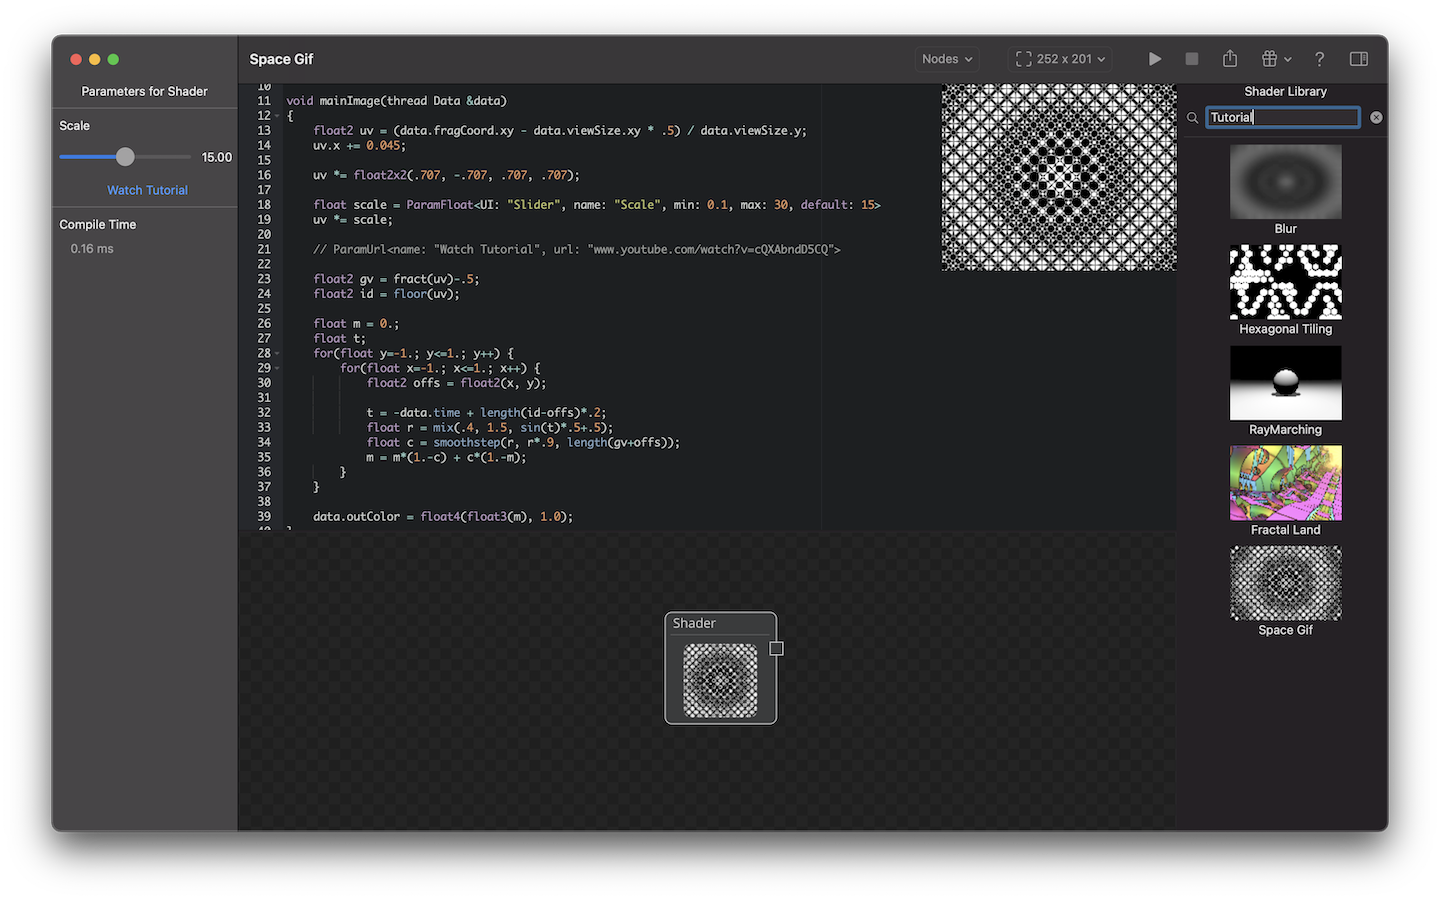 Space Gif
Nodes
252 x 201
?
Parameters for Shader
Scale
15.00
Watch Tutorial
Compile Time
0.16 ms
10
11 void mainImage(thread Data &data)
12 {
13 float2 uv = (data.fragCoord.xy - data.viewSize.xy * .5) / data.viewSize.y;
14 uv.x += 0.045;
15
16 uv *= float2x2(.707, -.707, .707, .707);
17
18 float scale = ParamFloat<UI: "Slider", name: "Scale", min: 0.1, max: 30, default: 15>
19 uv *= scale;
20
21 // ParamUrl<name: "Watch Tutorial", url: "www.youtube.com/watch?v=cQXAbndD5CQ">
22
23 float2 gv = fract(uv)-.5;
24 float2 id = floor(uv);
25
26 float m = 0.;
27 float t;
28 for(float y=-1.; y<=1.; y++) {
29 for(float x=-1.; x<=1.; x++) {
30 float2 offs = float2(x, y);
31
32 t = -data.time + length(id-offs)*.2;
33 float r = mix(.4, 1.5, sin(t)*.5+.5);
34 float c = smoothstep(r, r*.9, length(gv+offs));
35 m = m*(1.-c) + c*(1.-m);
36 }
37 }
38
39 data.outColor = float4(float3(m), 1.0);
40 }
Shader
Shader Library
Tutorial
Blur
Hexagonal Tiling
RayMarching
Fractal Land
Space Gif